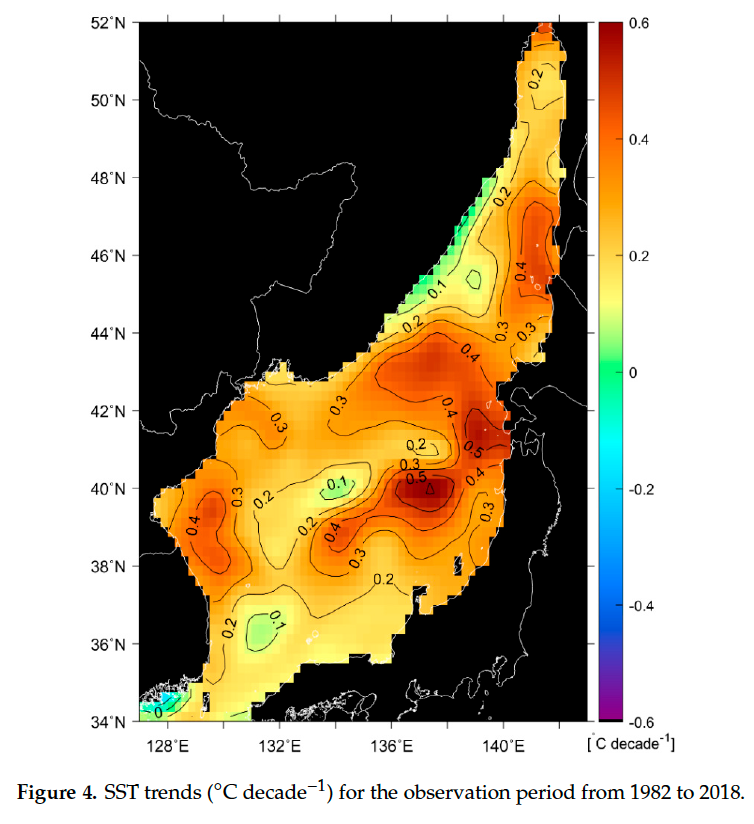 52°N
50°N
48°N
46°N
44°N
42°N
40°N
38°N
36°N
34°N
128°E
132°E
136°E
140°E
0.6
0.4
0.2
0
-0.2
-0.4
-0.6
[°C decade⁻¹]
0.2
0.2
0.4
0.1
0.2
0.3
0.3
0.4
0.3
0.4
0.3
0.2
0.5
0.3
0.4
0.5
0.1
0.3
0.2
0.3
0.4
0.2
0.4
0.3
0.2
0.1
0.2
0
Figure 4. SST trends (°C decade⁻¹) for the observation period from 1982 to 2018.